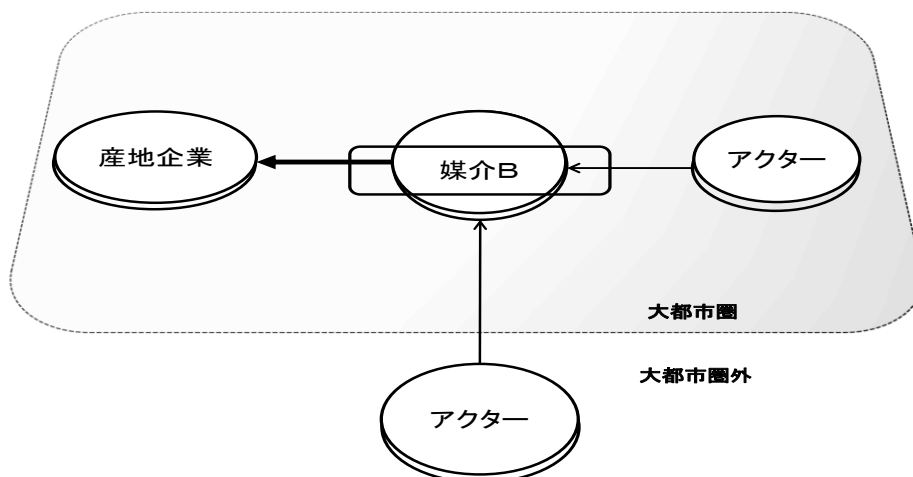 産地企業
媒介B
アクター
大都市圏
大都市圏外
アクター